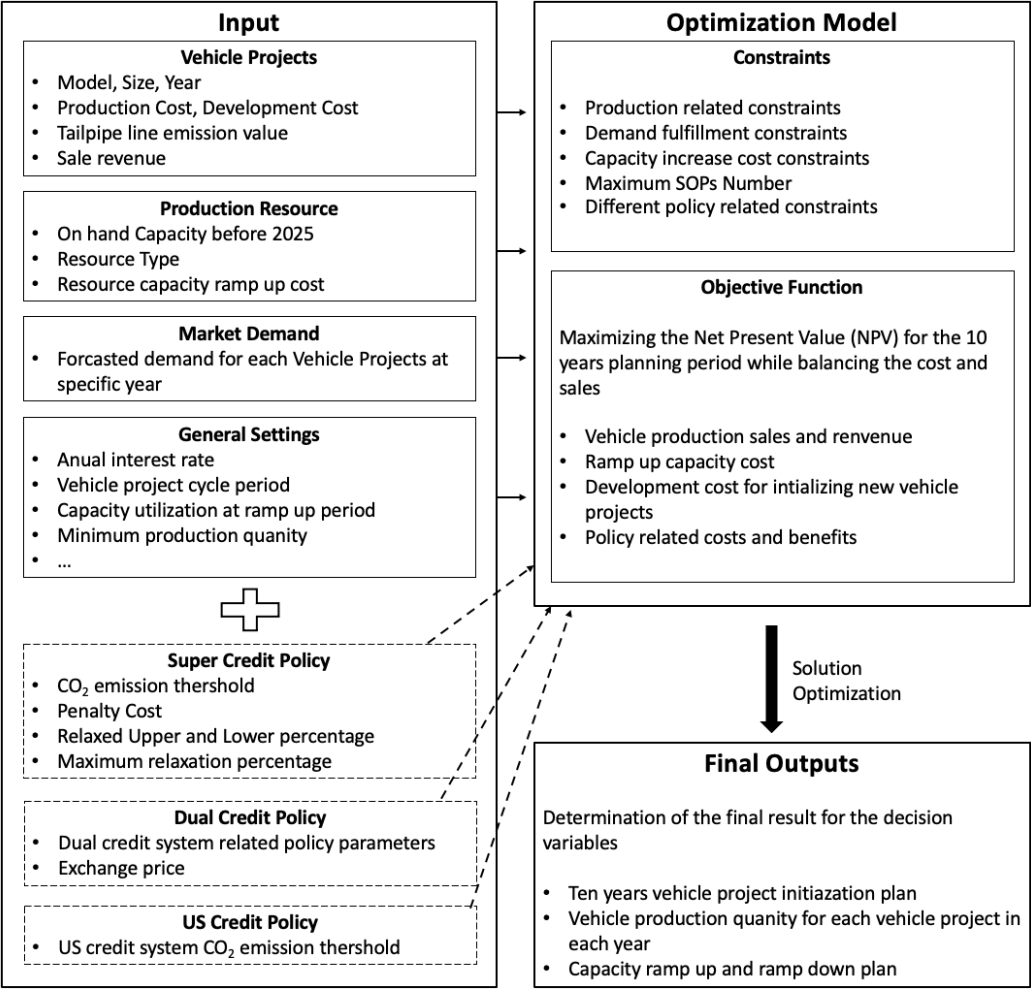 Input
Vehicle Projects
• Model, Size, Year
• Production Cost, Development Cost
• Tailpipe line emission value
• Sale revenue
Production Resource
• On hand Capacity before 2025
• Resource Type
• Resource capacity ramp up cost
Market Demand
• Forcasted demand for each Vehicle Projects at
specific year
General Settings
• Anual interest rate
• Vehicle project cycle period
• Capacity utilization at ramp up period
• Minimum production quanity
• ...
Super Credit Policy
• CO₂ emission thershold
• Penalty Cost
• Relaxed Upper and Lower percentage
• Maximum relaxation percentage
Dual Credit Policy
• Dual credit system related policy parameters
• Exchange price
US Credit Policy
• US credit system CO₂ emission thershold
Optimization Model
Constraints
• Production related constraints
• Demand fulfillment constraints
• Capacity increase cost constraints
• Maximum SOPs Number
• Different policy related constraints
Objective Function
Maximizing the Net Present Value (NPV) for the 10
years planning period while balancing the cost and
sales
• Vehicle production sales and renvenue
• Ramp up capacity cost
• Development cost for intializing new vehicle
projects
• Policy related costs and benefits
Solution
Optimization
Final Outputs
Determination of the final result for the decision
variables
• Ten years vehicle project initiazation plan
• Vehicle production quanity for each vehicle project in
each year
• Capacity ramp up and ramp down plan